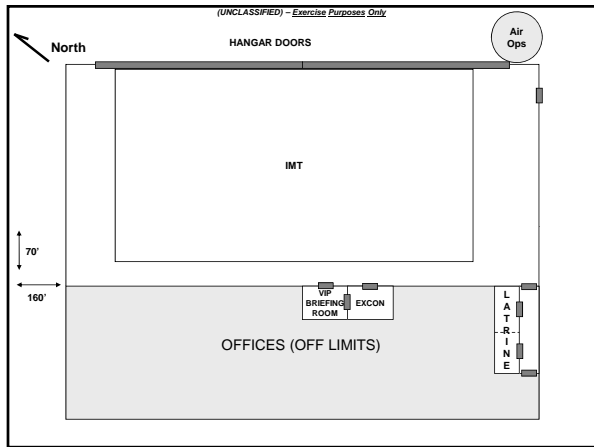 (UNCLASSIFIED) – Exercise Purposes Only
Air
Ops
North
HANGAR DOORS
IMT
70'
160'
VIP
BRIEFING
ROOM
EXCON
L
A
T
R
I
N
E
OFFICES (OFF LIMITS)